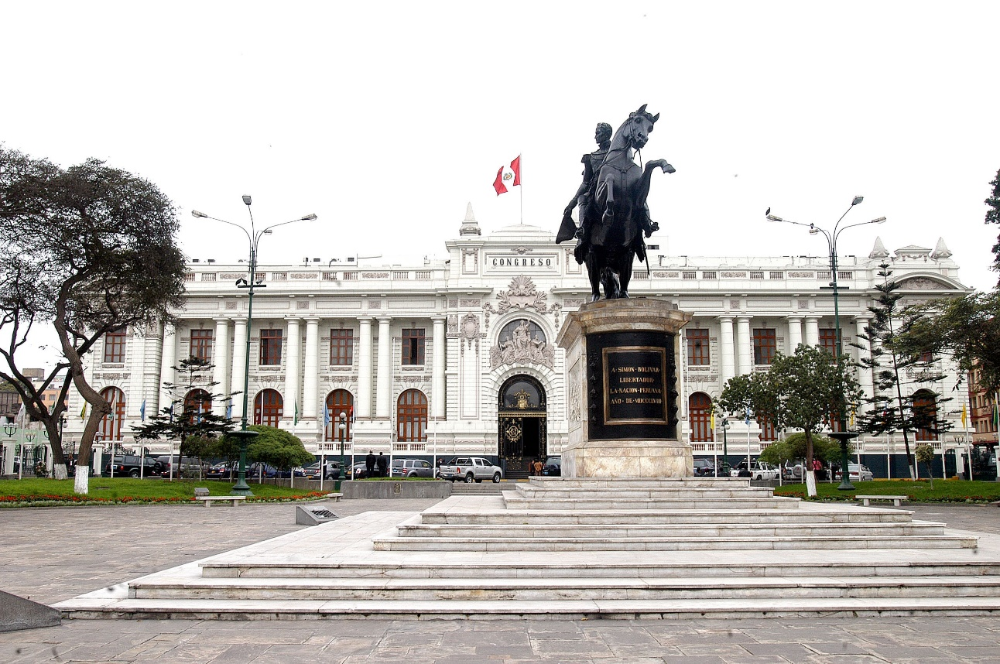 CONGRESO
A·SIMON·BOLIVAR·
LIBERTADOR·
LA·NACION·PERUANA
AÑO·DE·MDCCCLVIII